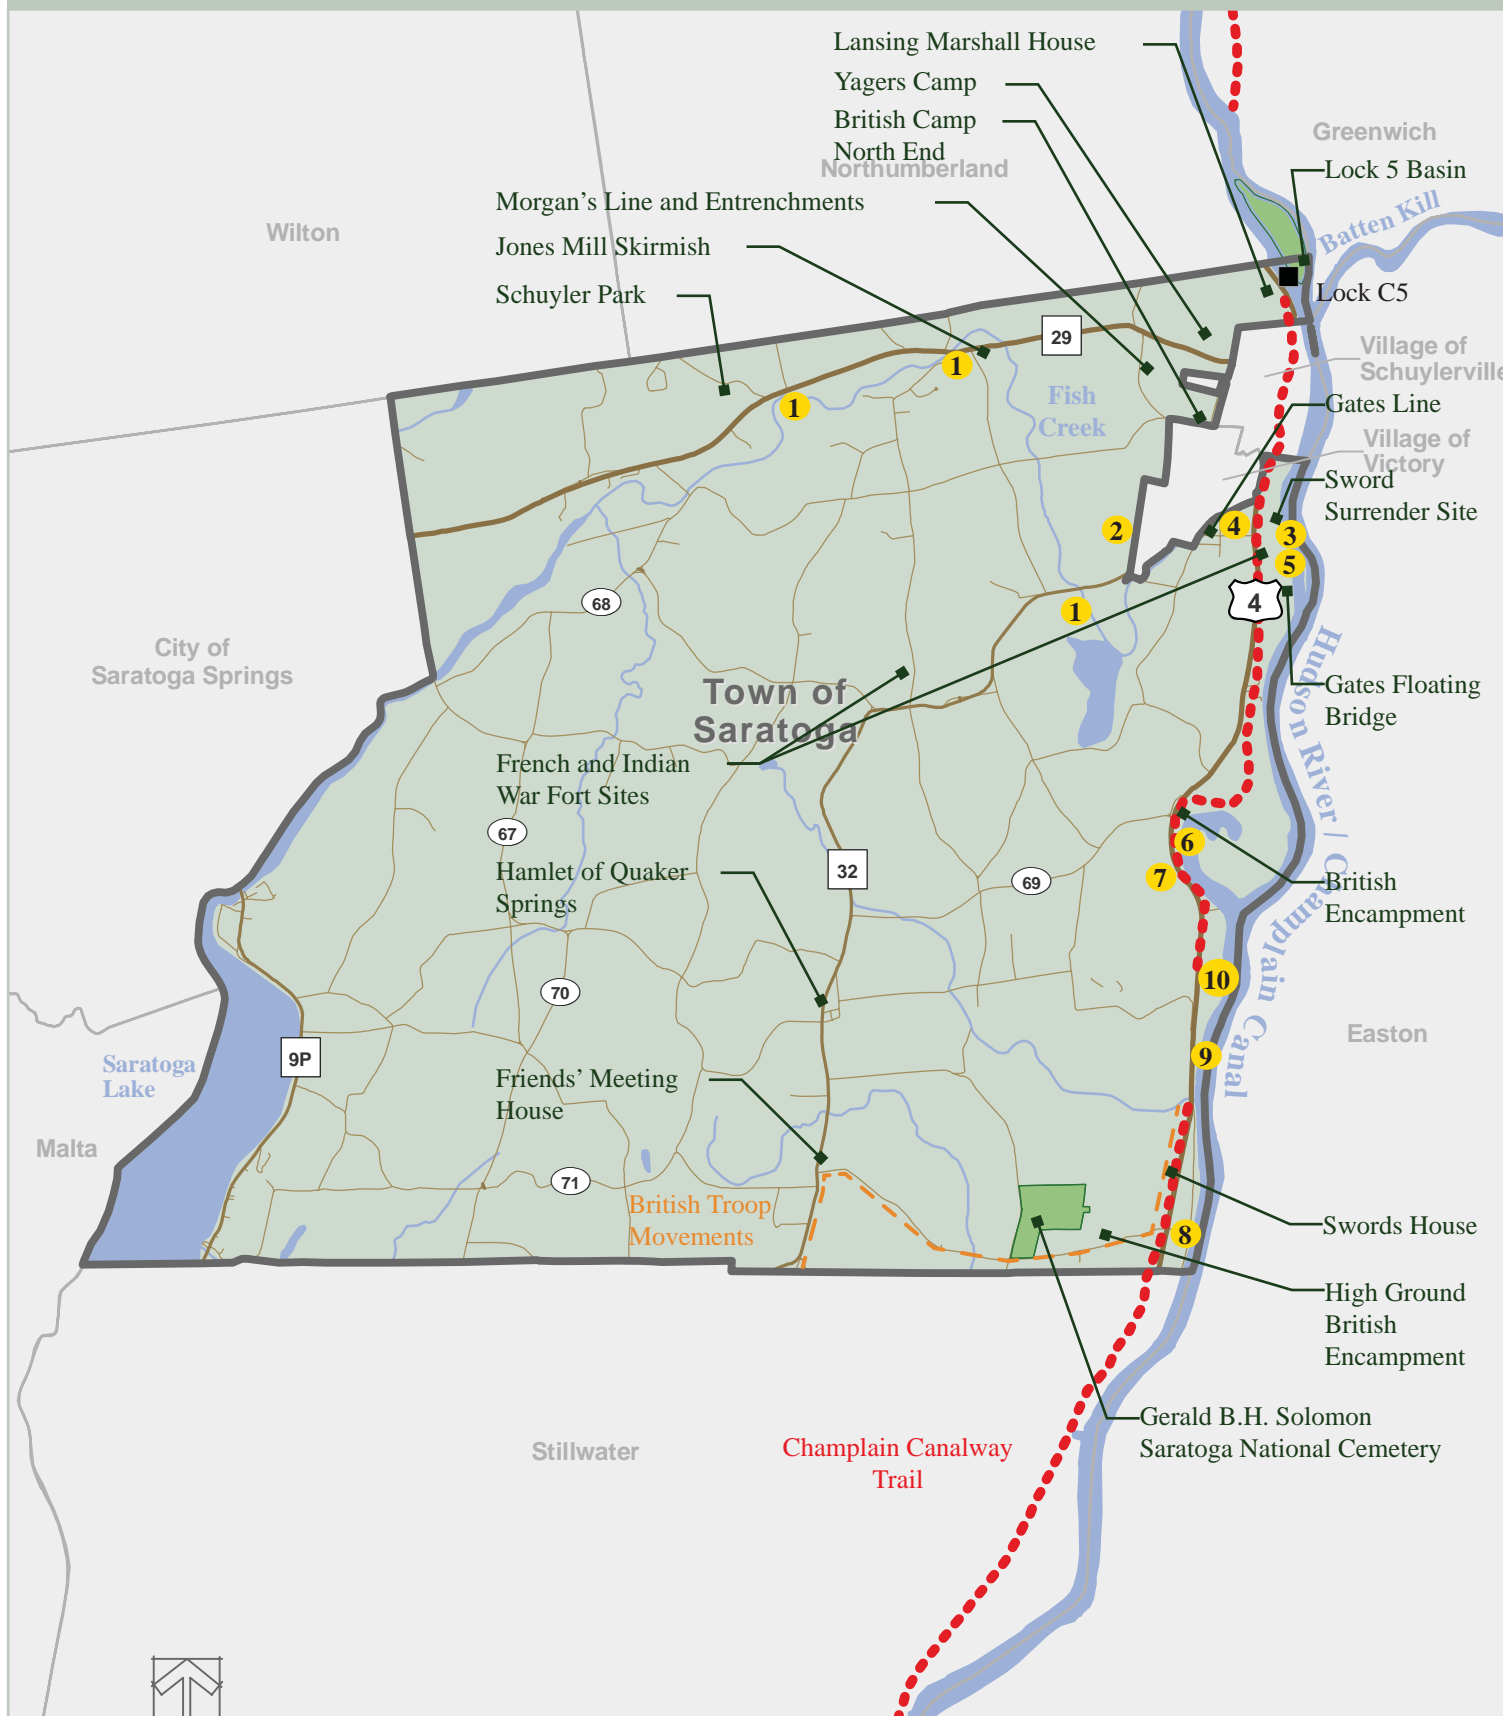 Lansing Marshall House
Yagers Camp
British Camp
North End
Greenwich
Northumberland
Lock 5 Basin
Batten Kill
Morgan's Line and Entrenchments
Wilton
Jones Mill Skirmish
Schuyler Park
Lock C5
29
Village of
Schuylerville
1
1
Fish
Creek
Gates Line
Village of
Victory
Sword
Surrender Site
2
4
3
5
68
1
4
City of
Saratoga Springs
Hudson River / Champlain Canal
Town of
Saratoga
Gates Floating
Bridge
French and Indian
War Fort Sites
67
6
32
69
7
Hamlet of Quaker
Springs
British
Encampment
70
10
Easton
9P
9
Saratoga
Lake
Friends' Meeting
House
Malta
71
British Troop
Movements
8
Swords House
High Ground
British
Encampment
Gerald B.H. Solomon
Saratoga National Cemetery
Stillwater
Champlain Canalway
Trail